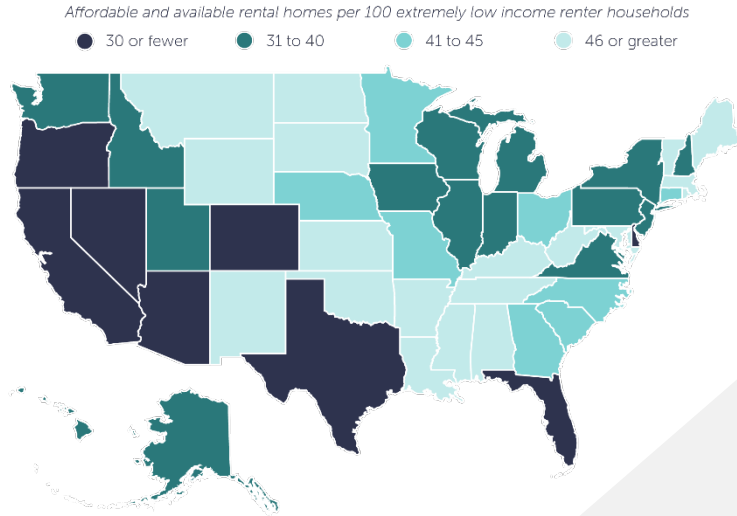 Affordable and available rental homes per 100 extremely low income renter households
30 or fewer
31 to 40
41 to 45
46 or greater